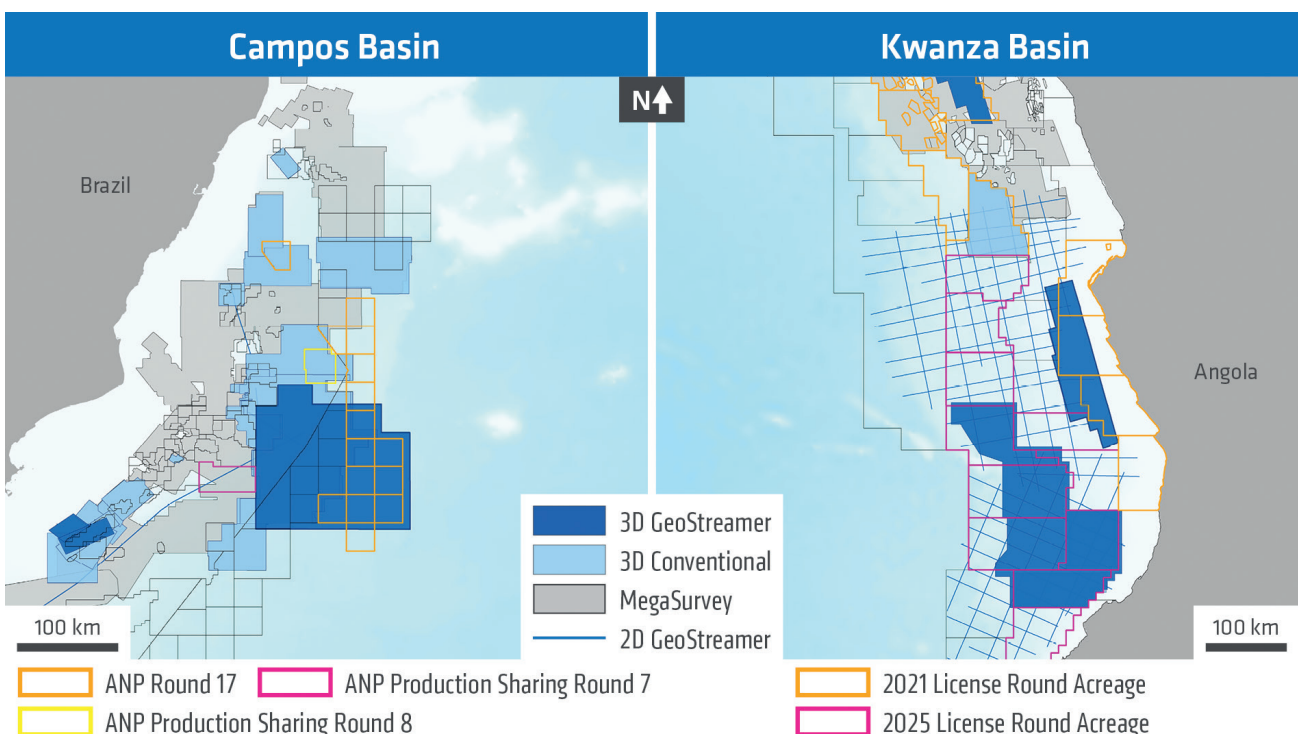 Campos Basin
Kwanza Basin
N
Brazil
Angola
3D GeoStreamer
3D Conventional
MegaSurvey
2D GeoStreamer
100 km
100 km
ANP Round 17
ANP Production Sharing Round 7
ANP Production Sharing Round 8
2021 License Round Acreage
2025 License Round Acreage